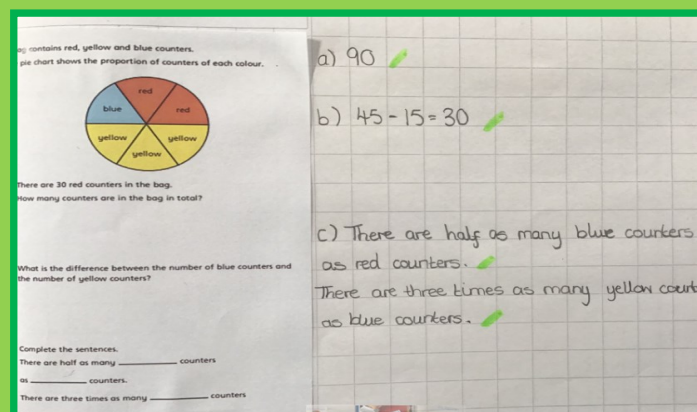 contains red, yellow and blue counters.
pie chart shows the proportion of counters of each colour.
red
blue
red
yellow
yellow
yellow
There are 30 red counters in the bag.
How many counters are in the bag in total?
What is the difference between the number of blue counters and
the number of yellow counters?
Complete the sentences.
There are half as many ________ counters
as ________ counters.
There are three times as many ________ counters
a) 90
b) 45 - 15 = 30
c) There are half as many blue counters
as red counters.
There are three times as many yellow
as blue counters.